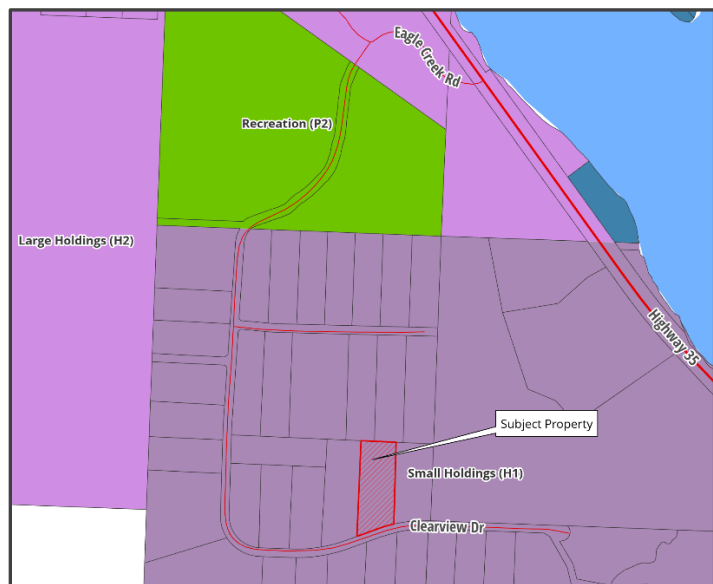 Eagle Creek Rd
Recreation (P2)
Large Holdings (H2)
Highway 35
Subject Property
Small Holdings (H1)
Clearview Dr